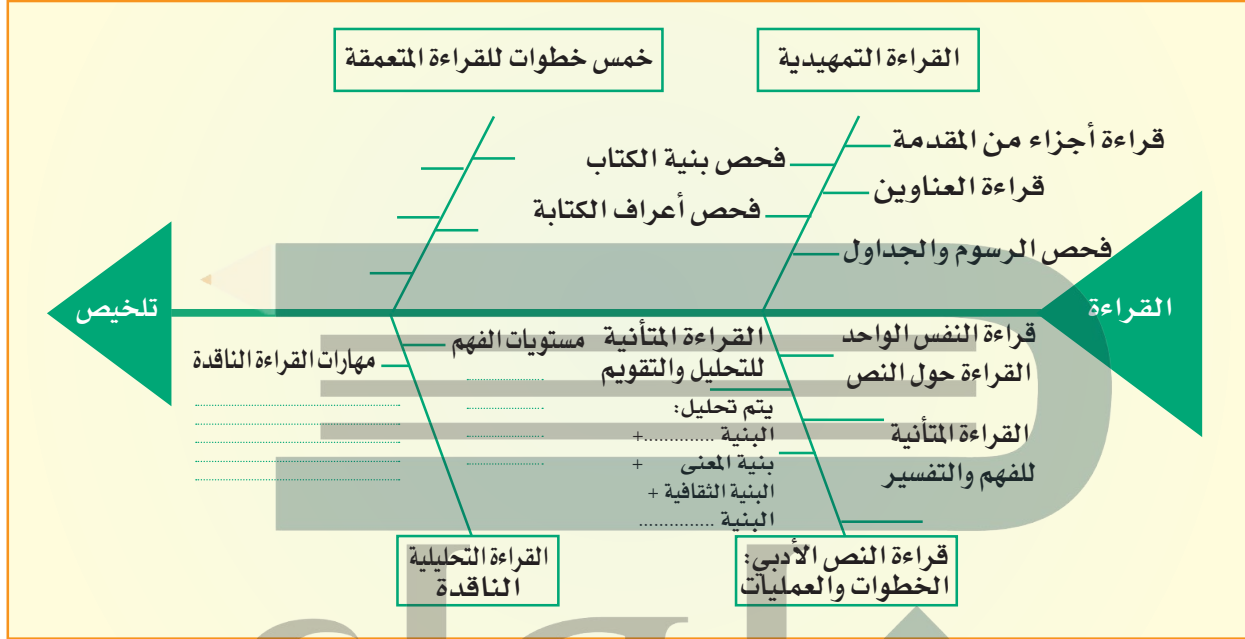 القراءة التمهيدية
خمس خطوات للقراءة المتعمقة
قراءة أجزاء من المقدمة
فحص بنية الكتاب
قراءة العناوين
فحص أعراف الكتابة
فحص الرسوم والجداول
القراءة
تلخيص
قراءة النفس الواحد
القراءة حول النص
القراءة المتأنية
للفهم والتفسير
القراءة المتأنية
للتحليل والتقويم
يتم تحليل:
البنية ..............+
بنية المعنى +
البنية الثقافية +
البنية ...............
مستويات الفهم
مهارات القراءة الناقدة
قراءة النص الأدبي:
الخطوات والعمليات
القراءة التحليلية
الناقدة